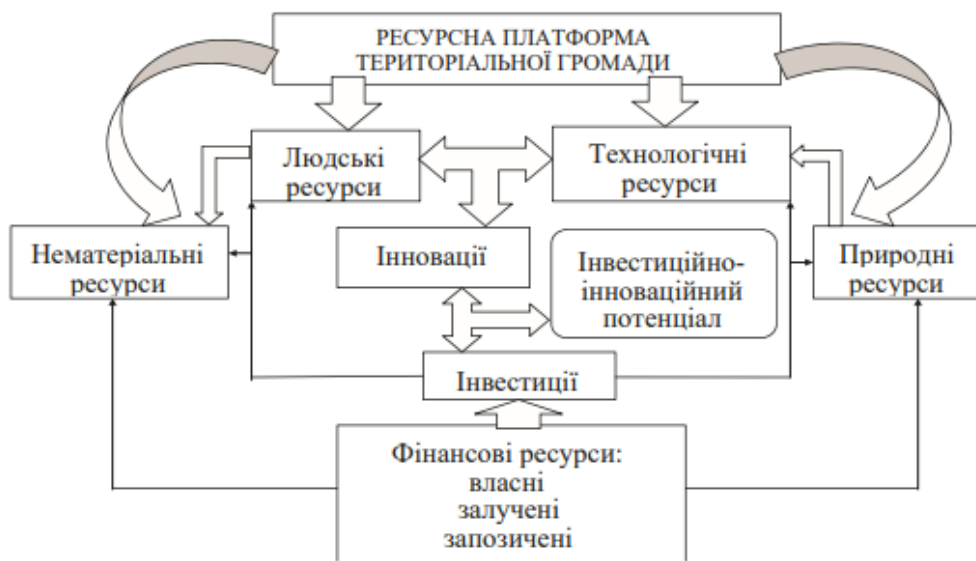 РЕСУРСНА ПЛАТФОРМА
ТЕРИТОРІАЛЬНОЇ ГРОМАДИ
Людські
ресурси
Технологічні
ресурси
Нематеріальні
ресурси
Інновації
Інвестиційно-
інноваційний
потенціал
Природні
ресурси
Інвестиції
Фінансові ресурси:
власні
залучені
запозичені